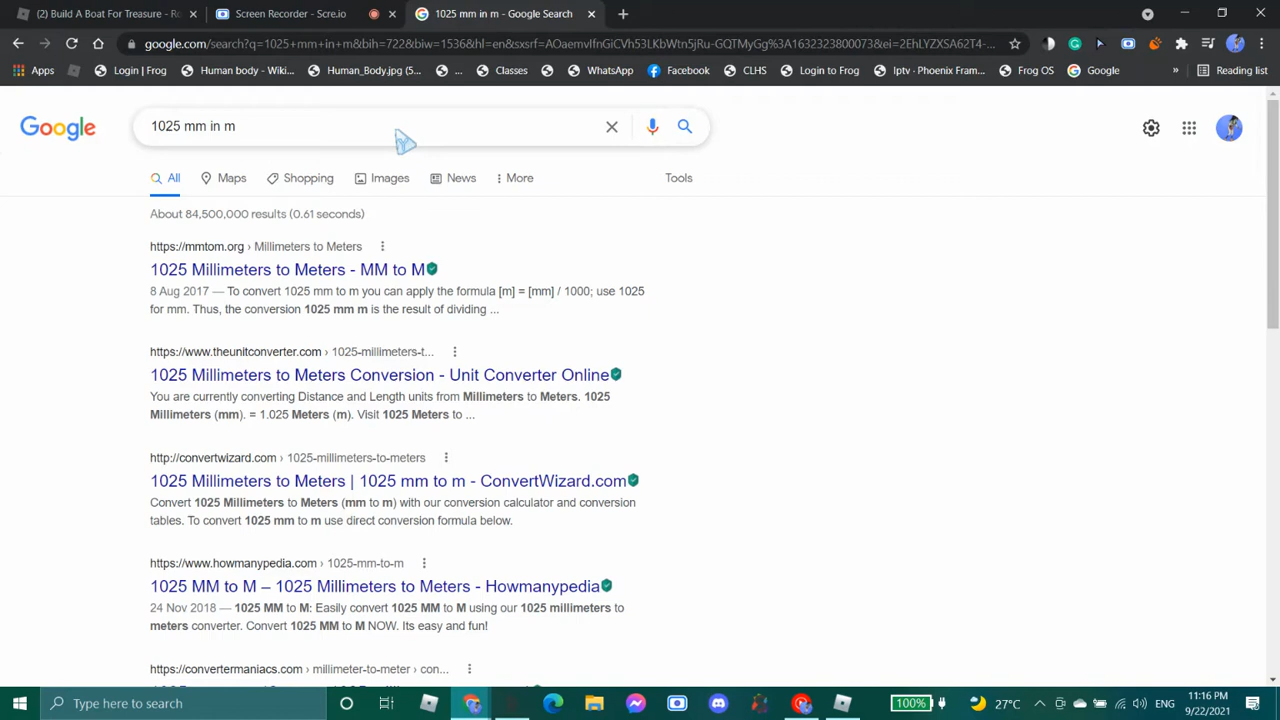 (2) Build A Boat For Treasure - Ro
Screen Recorder - Scre.io
1025 mm in m - Google Search
google.com/search?q=1025+mm+in+m&bih=722&biw=1536&hl=en&sxsrf=AOaemvIfnGiCVh53LKbWtn5jRu-GQTMyGg%3A1632323800073&ei=2EhLYZXSA62T4-...
Apps
Login | Frog
Human body - Wiki...
Human_Body.jpg (5...
...
Classes
WhatsApp
Facebook
CLHS
Login to Frog
Iptv · Phoenix Fram...
Frog OS
Google
»
Reading list
Google
1025 mm in m
All
Maps
Shopping
Images
News
More
Tools
About 84,500,000 results (0.61 seconds)
https://mmtom.org › Millimeters to Meters
1025 Millimeters to Meters - MM to M
8 Aug 2017 — To convert 1025 mm to m you can apply the formula [m] = [mm] / 1000; use 1025
for mm. Thus, the conversion 1025 mm m is the result of dividing ...
https://www.theunitconverter.com › 1025-millimeters-t...
1025 Millimeters to Meters Conversion - Unit Converter Online
You are currently converting Distance and Length units from Millimeters to Meters. 1025
Millimeters (mm). = 1.025 Meters (m). Visit 1025 Meters to ...
http://convertwizard.com › 1025-millimeters-to-meters
1025 Millimeters to Meters | 1025 mm to m - ConvertWizard.com
Convert 1025 Millimeters to Meters (mm to m) with our conversion calculator and conversion
tables. To convert 1025 mm to m use direct conversion formula below.
https://www.howmanypedia.com › 1025-mm-to-m
1025 MM to M – 1025 Millimeters to Meters - Howmanypedia
24 Nov 2018 — 1025 MM to M: Easily convert 1025 MM to M using our 1025 millimeters to
meters converter. Convert 1025 MM to M NOW. Its easy and fun!
https://convertermaniacs.com › millimeter-to-meter › con...
Type here to search
100%
27°C
ENG
11:16 PM
9/22/2021